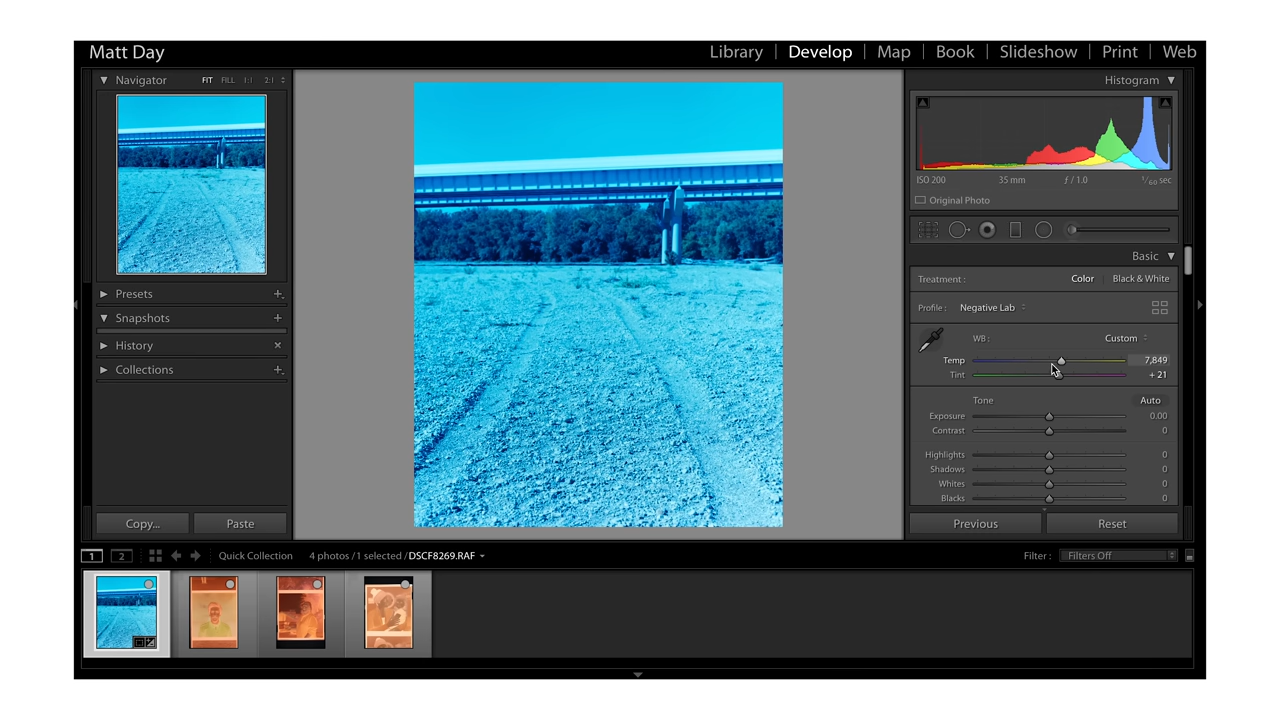 Matt Day
Library | Develop | Map | Book | Slideshow | Print | Web
Navigator FIT FILL 1:1 2:1
Histogram
ISO 200 35 mm ƒ / 1.0 1/60 sec
Original Photo
Basic
Treatment : Color Black & White
Presets
Snapshots
History
Collections
Profile : Negative Lab
WB : Custom
Temp 7,849
Tint + 21
Tone Auto
Exposure 0.00
Contrast 0
Highlights 0
Shadows 0
Whites 0
Blacks 0
Copy... Paste
Previous Reset
1 2 Quick Collection 4 photos / 1 selected / DSCF8269.RAF
Filter : Filters Off